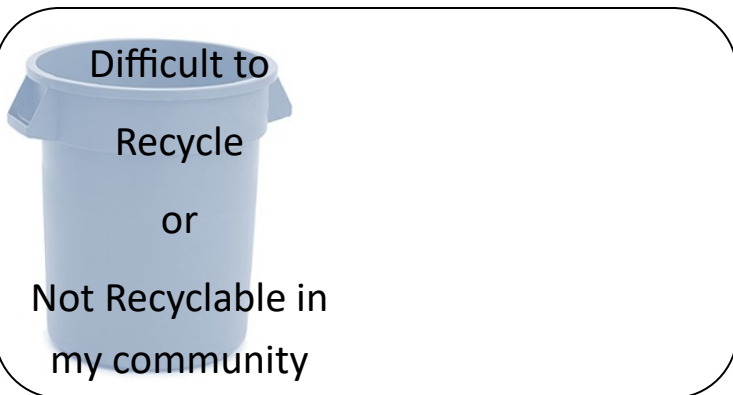 Difficult to
Recycle
or
Not Recyclable in
my community